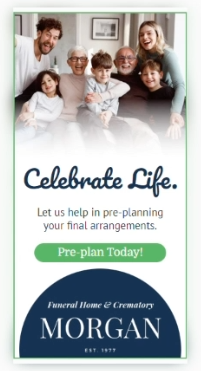 Celebrate Life.
Let us help in pre-planning
your final arrangements.
Pre-plan Today!
Funeral Home & Crematory
MORGAN
EST. 1977